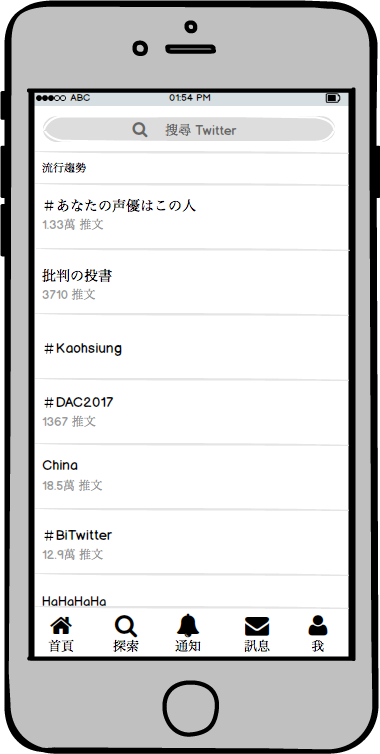 ABC 01:54 PM
搜尋 Twitter
流行趨勢
#あなたの声優はこの人
1.33萬 推文
批判の投書
3710 推文
#Kaohsiung
#DAC2017
1367 推文
China
18.5萬 推文
#BiTwitter
12.9萬 推文
HaHaHaHa
首頁 探索 通知 訊息 我